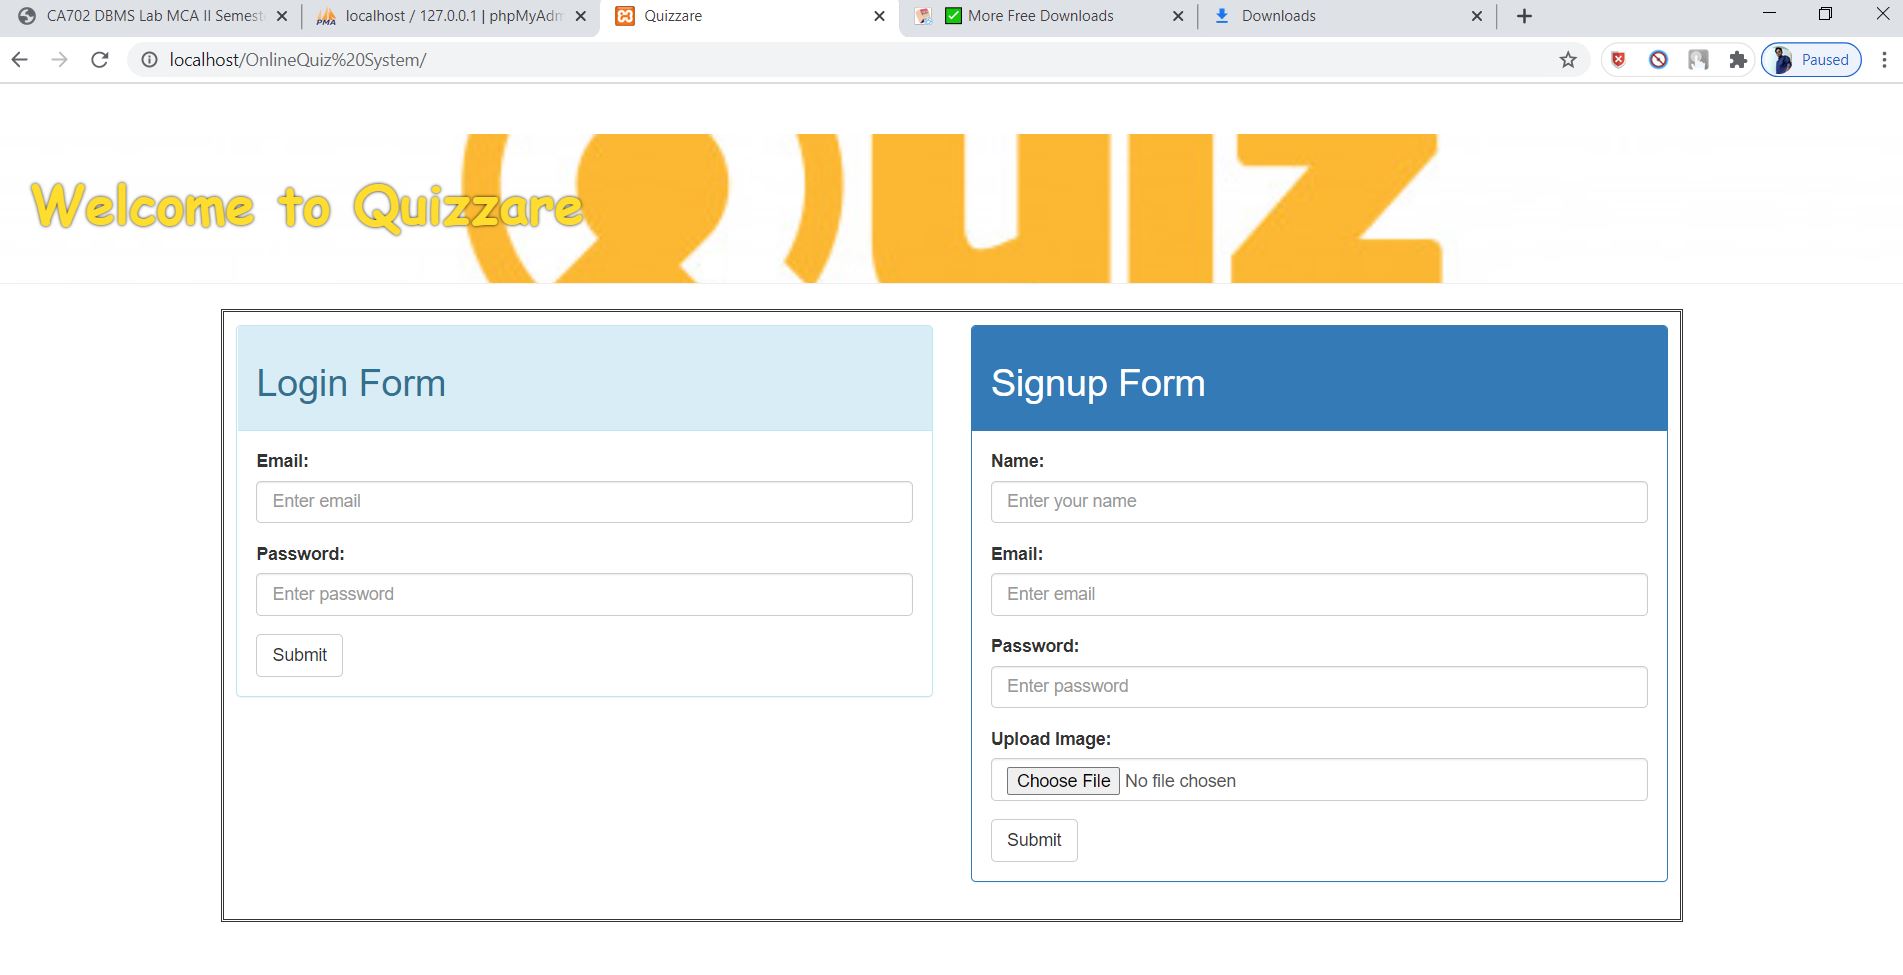 CA702 DBMS Lab MCA II Semest
localhost / 127.0.0.1 | phpMyAdm
Quizzare
More Free Downloads
Downloads
localhost/OnlineQuiz%20System/
Paused
Quiz
Welcome to Quizzare
Login Form
Email:
Enter email
Password:
Enter password
Submit
Signup Form
Name:
Enter your name
Email:
Enter email
Password:
Enter password
Upload Image:
Choose File No file chosen
Submit